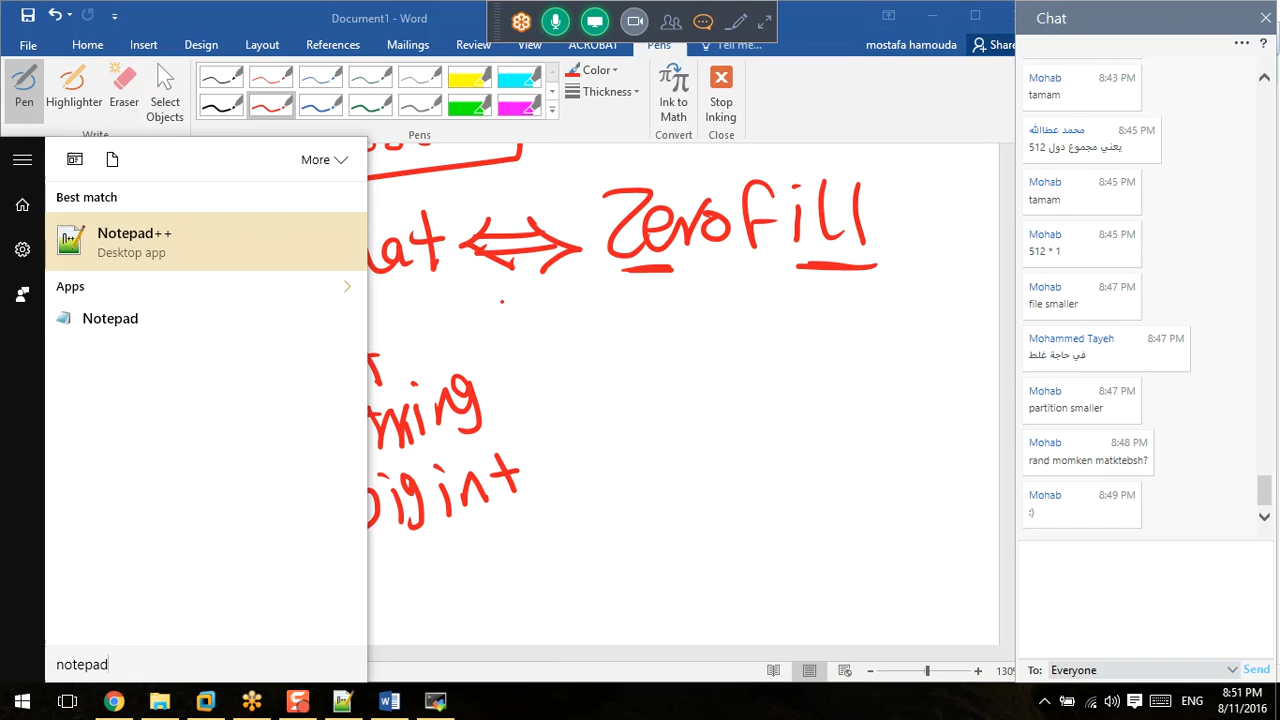 Document1 - Word
mostafa hamouda
Share
File
Home
Insert
Design
Layout
References
Mailings
Review
View
ACROBAT
Pens
Tell me...
Pen
Highlighter
Eraser
Select Objects
Write
Pens
Color
Thickness
Ink to Math
Convert
Stop Inking
Close
More
Best match
Notepad++
Desktop app
Apps
Notepad
notepad
at
Zerofill
king
bigint
130%
Chat
Mohab 8:43 PM
tamam
محمد عطاالله 8:45 PM
يعني مجموع دول 512
Mohab 8:45 PM
tamam
Mohab 8:45 PM
512 * 1
Mohab 8:47 PM
file smaller
Mohammed Tayeh 8:47 PM
في حاجة غلط
Mohab 8:47 PM
partition smaller
Mohab 8:48 PM
rand momken matktebsh?
Mohab 8:49 PM
:)
To: Everyone
Send
ENG
8:51 PM
8/11/2016